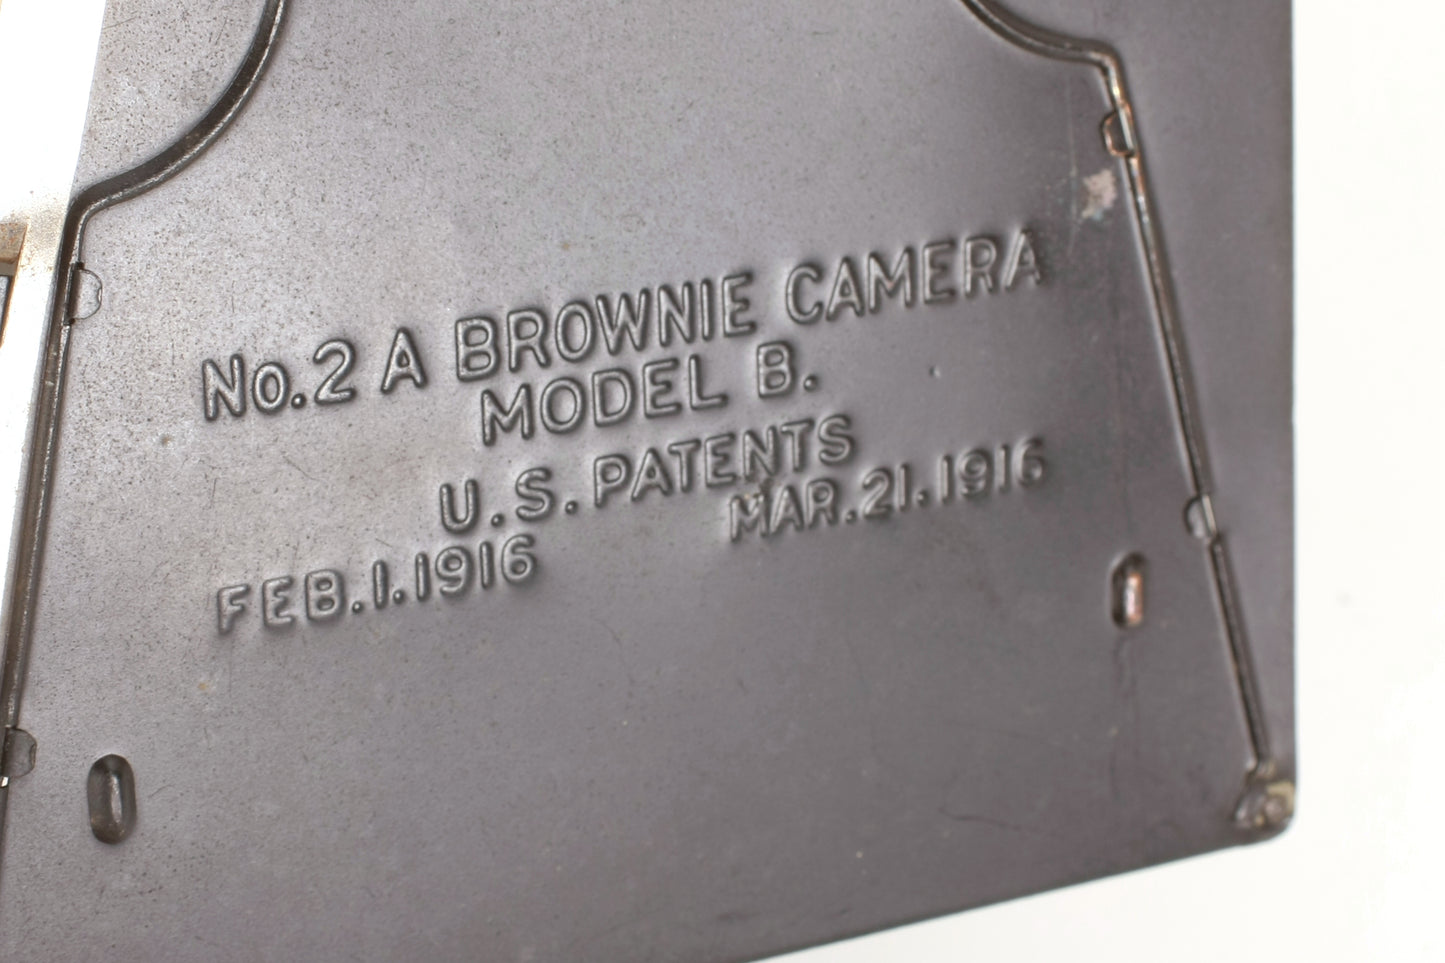 No. 2 A BROWNIE CAMERA
MODEL B.
U.S. PATENTS
FEB. 1. 1916 MAR. 21. 1916